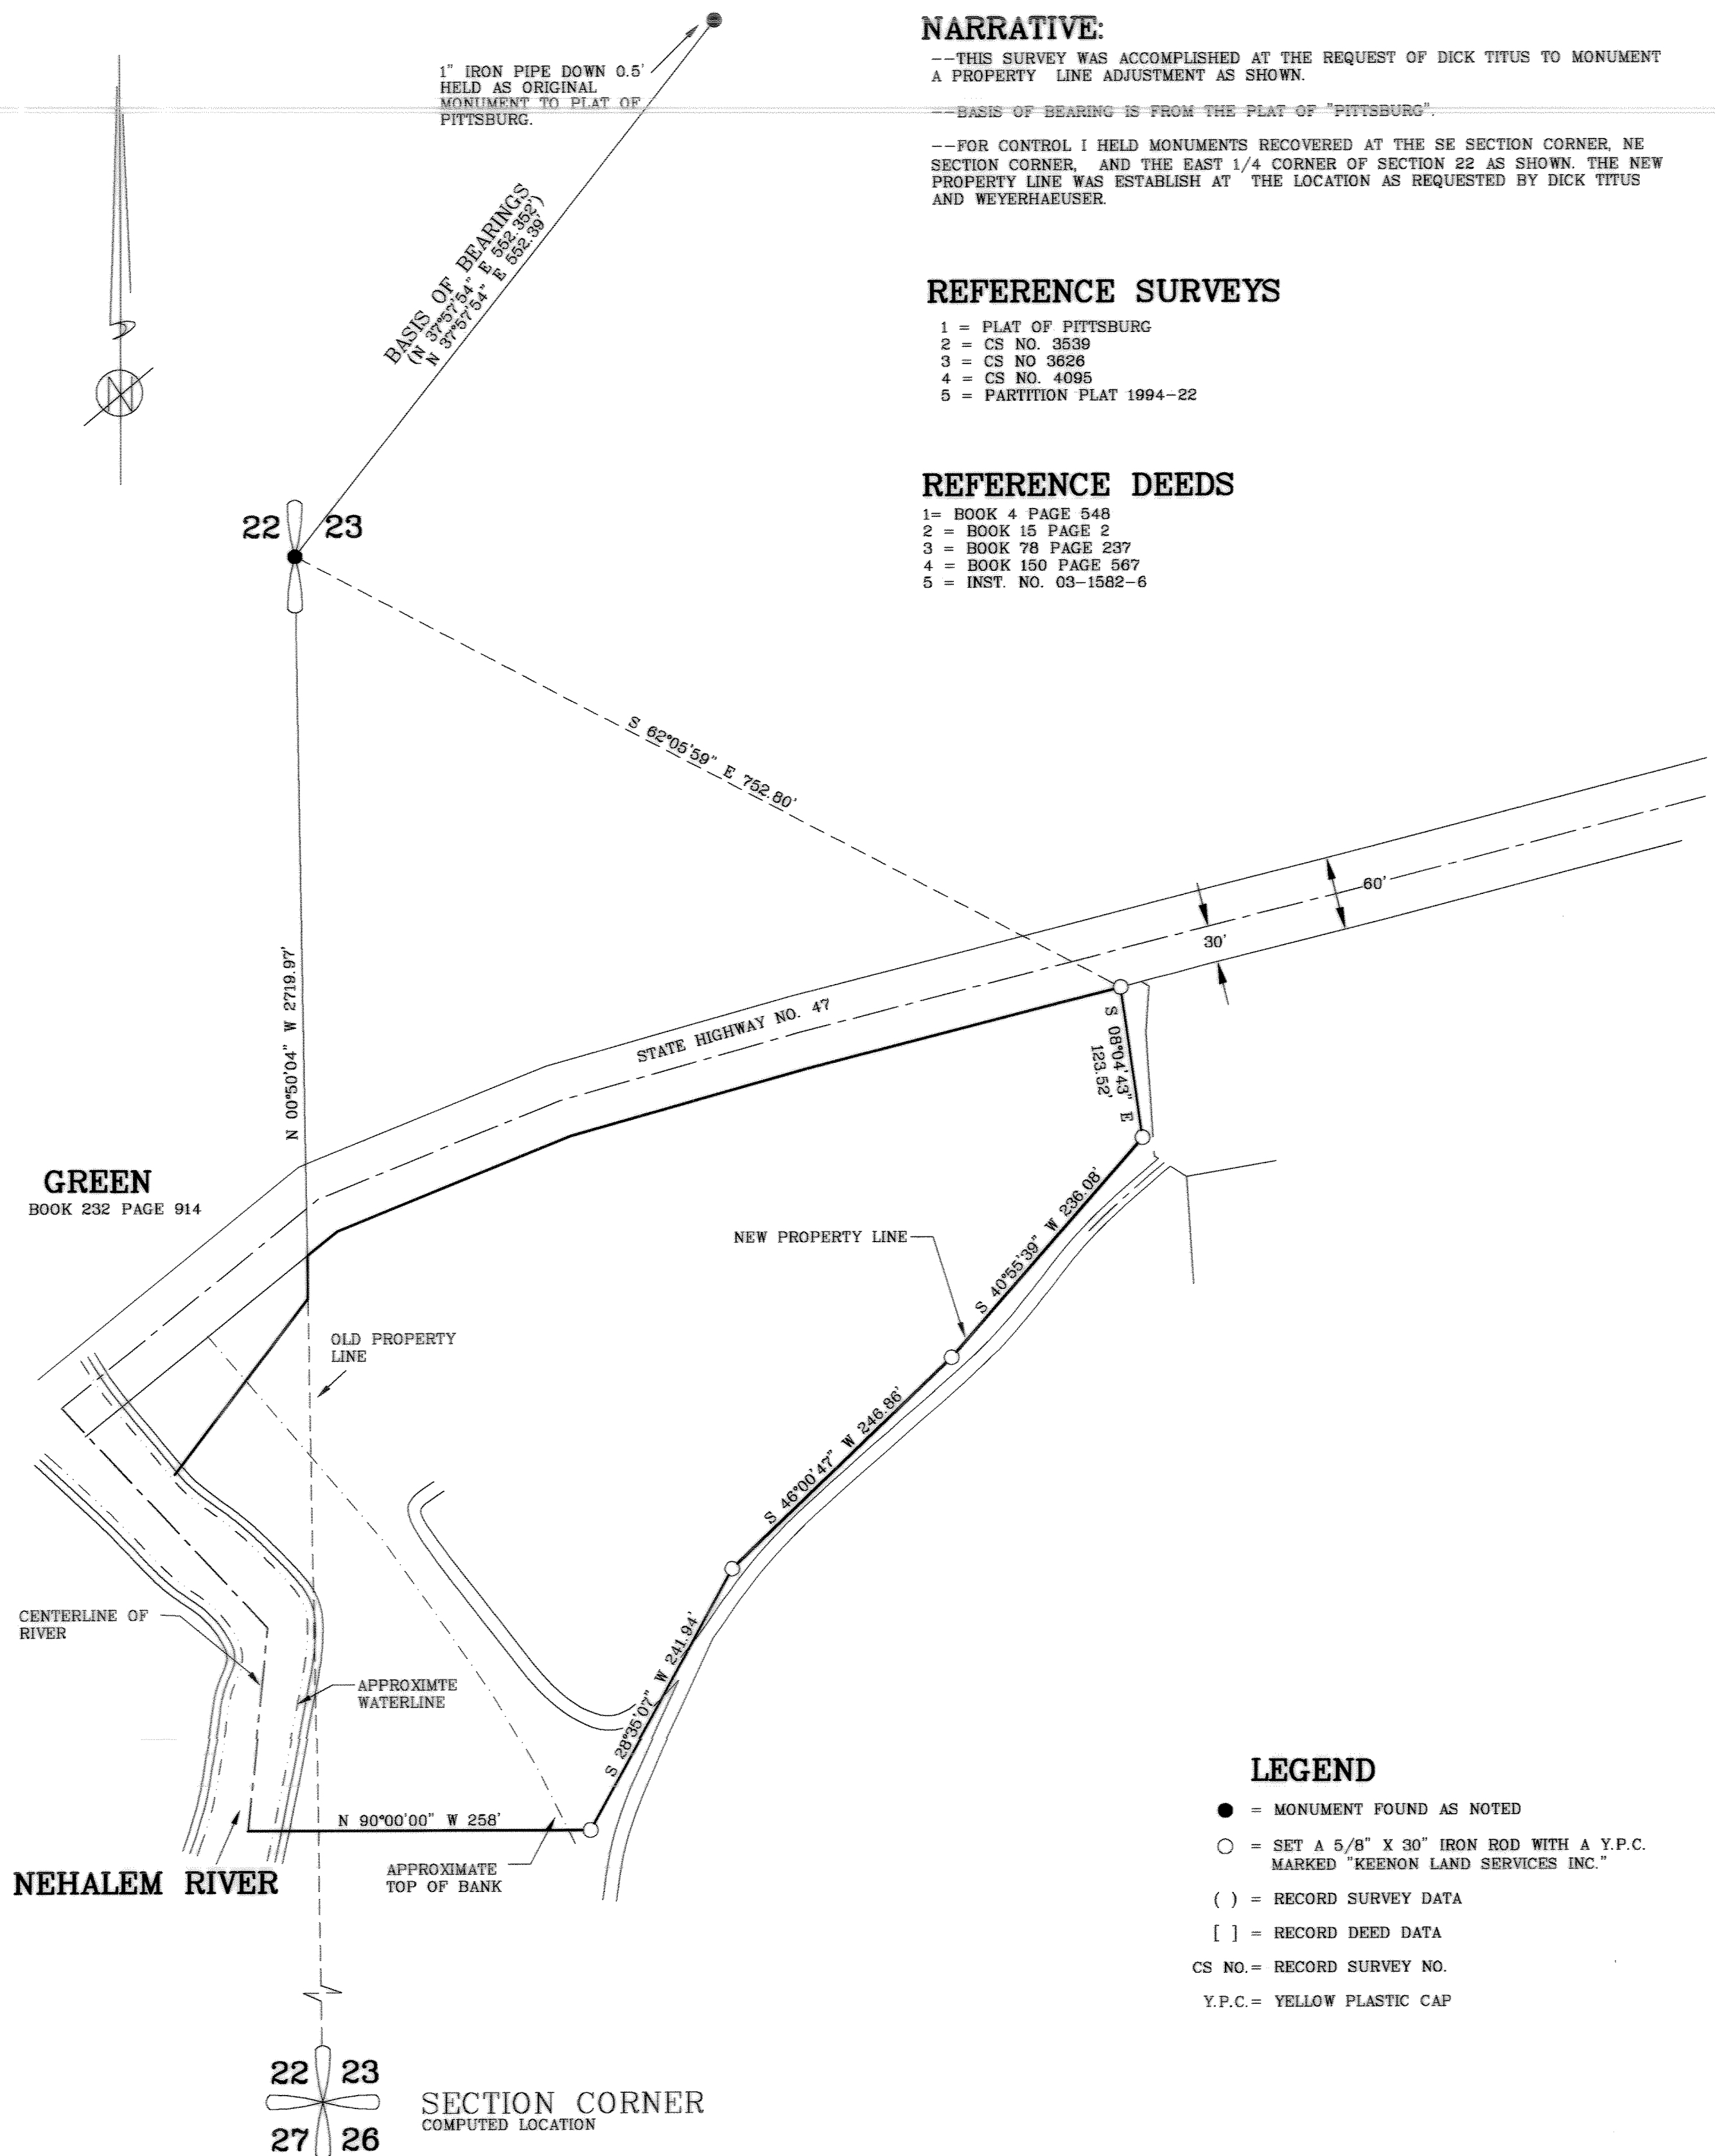 NARRATIVE:
--THIS SURVEY WAS ACCOMPLISHED AT THE REQUEST OF DICK TITUS TO MONUMENT
A PROPERTY LINE ADJUSTMENT AS SHOWN.
--BASIS OF BEARING IS FROM THE PLAT OF "PITTSBURG".
--FOR CONTROL I HELD MONUMENTS RECOVERED AT THE SE SECTION CORNER, NE
SECTION CORNER, AND THE EAST 1/4 CORNER OF SECTION 22 AS SHOWN. THE NEW
PROPERTY LINE WAS ESTABLISH AT THE LOCATION AS REQUESTED BY DICK TITUS
AND WEYERHAEUSER.
1" IRON PIPE DOWN 0.5'
HELD AS ORIGINAL
MONUMENT TO PLAT OF
PITTSBURG.
BASIS OF BEARINGS
(N 37°57'54" E 552.352')
N 37°57'54" E 552.39'
REFERENCE SURVEYS
1 = PLAT OF PITTSBURG
2 = CS NO. 3539
3 = CS NO 3626
4 = CS NO. 4095
5 = PARTITION PLAT 1994-22
N
REFERENCE DEEDS
1= BOOK 4 PAGE 548
2 = BOOK 15 PAGE 2
3 = BOOK 78 PAGE 237
4 = BOOK 150 PAGE 567
5 = INST. NO. 03-1582-6
22 23
S 62°05'59" E 752.80'
60'
30'
N 00°50'04" W 2719.97'
STATE HIGHWAY NO. 47
S 08°04'43" E
123.52'
GREEN
BOOK 232 PAGE 914
NEW PROPERTY LINE
S 40°55'39" W 236.08'
OLD PROPERTY
LINE
S 46°00'47" W 246.86'
CENTERLINE OF
RIVER
APPROXIMTE
WATERLINE
S 28°35'07" W 241.94'
N 90°00'00" W 258'
APPROXIMATE
TOP OF BANK
NEHALEM RIVER
LEGEND
= MONUMENT FOUND AS NOTED
= SET A 5/8" X 30" IRON ROD WITH A Y.P.C.
MARKED "KEENON LAND SERVICES INC."
( ) = RECORD SURVEY DATA
[ ] = RECORD DEED DATA
CS NO.= RECORD SURVEY NO.
Y.P.C.= YELLOW PLASTIC CAP
22 23
27 26
SECTION CORNER
COMPUTED LOCATION